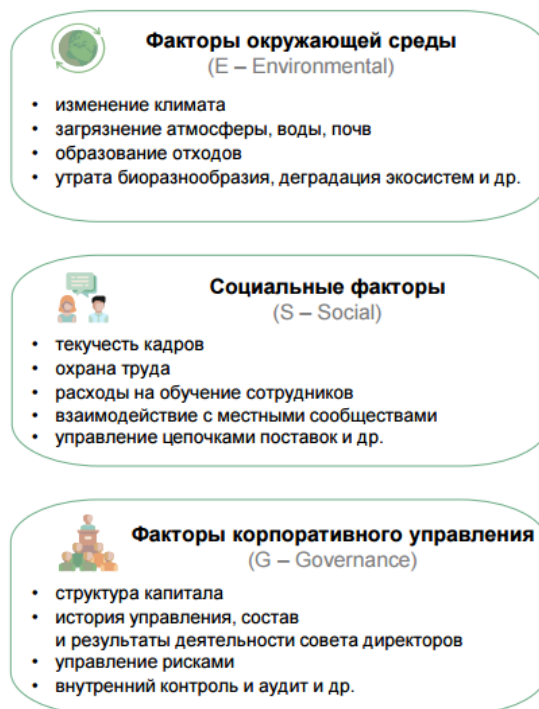 Факторы окружающей среды
(E – Environmental)
• изменение климата
• загрязнение атмосферы, воды, почв
• образование отходов
• утрата биоразнообразия, деградация экосистем и др.
Социальные факторы
(S – Social)
• текучесть кадров
• охрана труда
• расходы на обучение сотрудников
• взаимодействие с местными сообществами
• управление цепочками поставок и др.
Факторы корпоративного управления
(G – Governance)
• структура капитала
• история управления, состав
и результаты деятельности совета директоров
• управление рисками
• внутренний контроль и аудит и др.